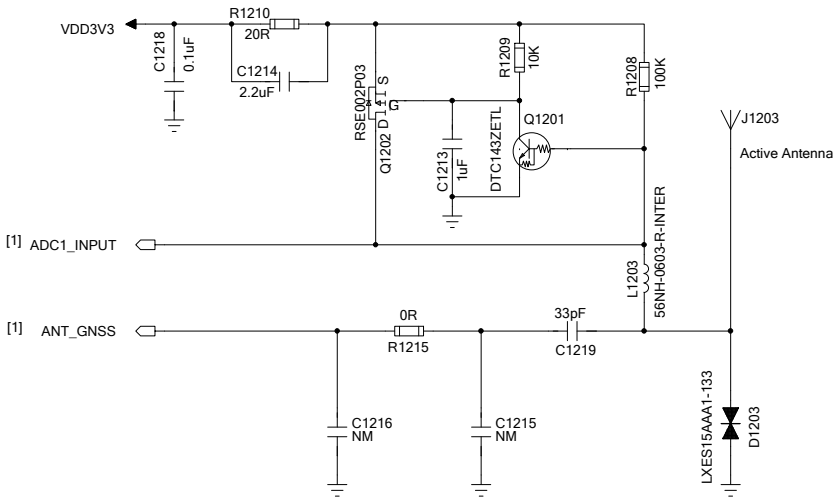 R1210
VDD3V3
20R
C1218
0.1uF
C1214
2.2uF
RSE002P03
S
G
D
Q1202
R1209
10K
R1208
100K
Q1201
DTC143ZETL
C1213
1uF
J1203
Active Antenna
[1] ADC1_INPUT
L1203
56NH-0603-R-INTER
[1] ANT_GNSS
0R
R1215
33pF
C1219
C1216
NM
C1215
NM
LXES15AAA1-133
D1203